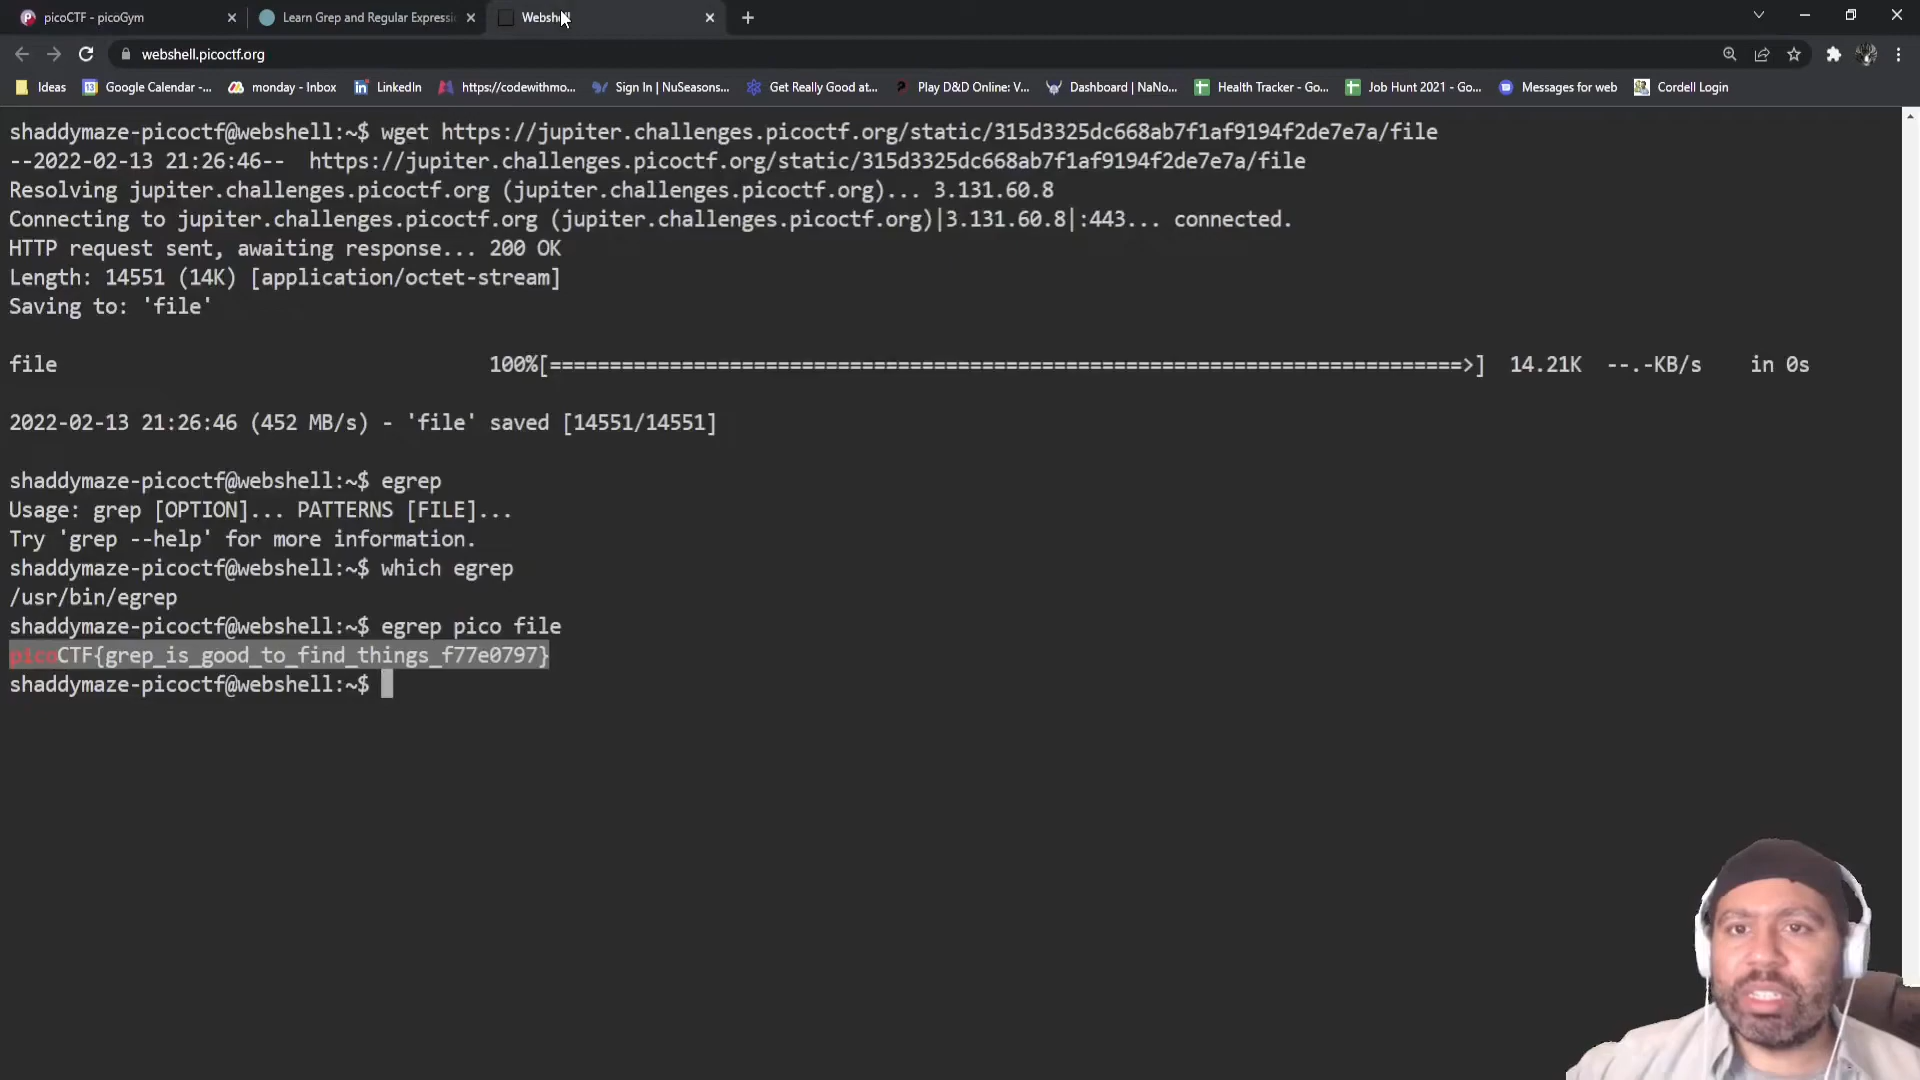 picoCTF - picoGym
Learn Grep and Regular Expressi
Webshell
webshell.picoctf.org
Ideas
Google Calendar -...
monday - Inbox
LinkedIn
https://codewithmo...
Sign In | NuSeasons...
Get Really Good at...
Play D&D Online: V...
Dashboard | NaNo...
Health Tracker - Go...
Job Hunt 2021 - Go...
Messages for web
Cordell Login
shaddymaze-picoctf@webshell:~$ wget https://jupiter.challenges.picoctf.org/static/315d3325dc668ab7f1af9194f2de7e7a/file
--2022-02-13 21:26:46--  https://jupiter.challenges.picoctf.org/static/315d3325dc668ab7f1af9194f2de7e7a/file
Resolving jupiter.challenges.picoctf.org (jupiter.challenges.picoctf.org)... 3.131.60.8
Connecting to jupiter.challenges.picoctf.org (jupiter.challenges.picoctf.org)|3.131.60.8|:443... connected.
HTTP request sent, awaiting response... 200 OK
Length: 14551 (14K) [application/octet-stream]
Saving to: 'file'
file 100%[============================================================================>] 14.21K --.-KB/s in 0s
2022-02-13 21:26:46 (452 MB/s) - 'file' saved [14551/14551]
shaddymaze-picoctf@webshell:~$ egrep
Usage: grep [OPTION]... PATTERNS [FILE]...
Try 'grep --help' for more information.
shaddymaze-picoctf@webshell:~$ which egrep
/usr/bin/egrep
shaddymaze-picoctf@webshell:~$ egrep pico file
picoCTF{grep_is_good_to_find_things_f77e0797}
shaddymaze-picoctf@webshell:~$